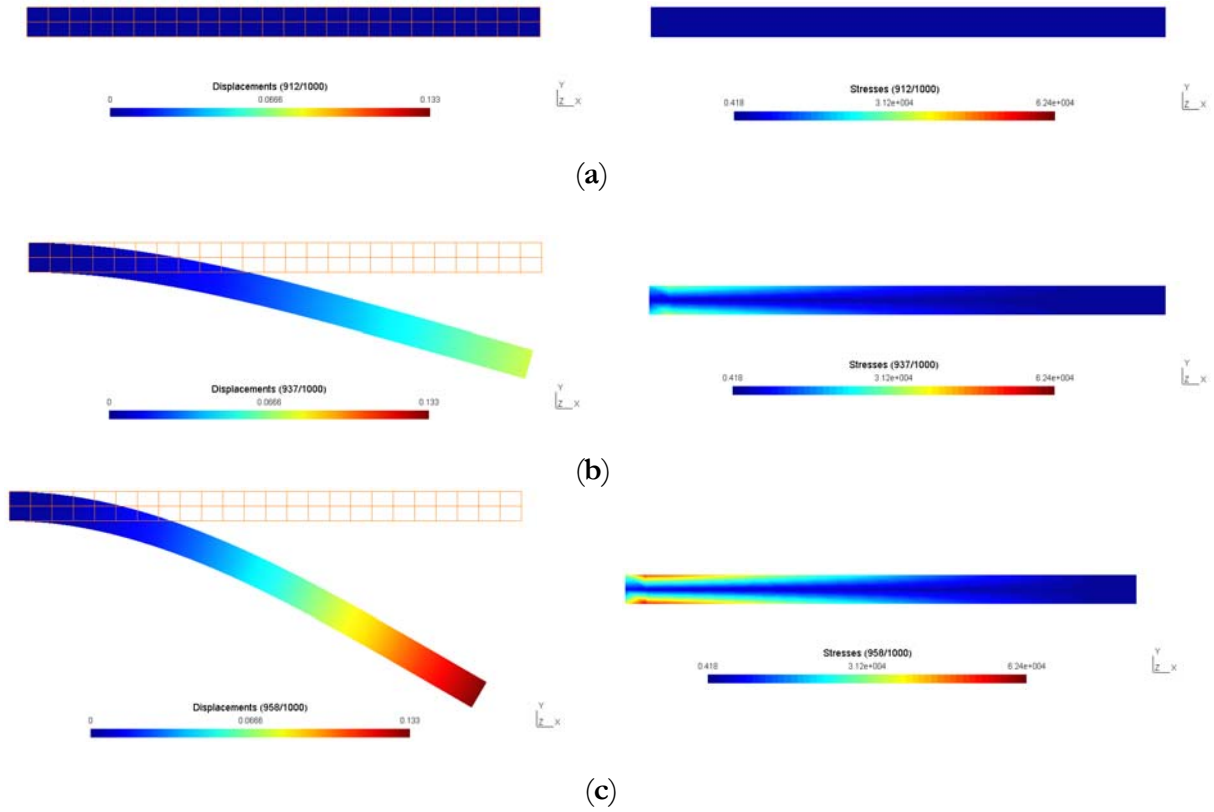 Displacements (912/1000)
0 0.0666 0.133
Y
Z X
Stresses (912/1000)
0.418 3.12e+004 6.24e+004
Y
Z X
(a)
Displacements (937/1000)
0 0.0666 0.133
Y
Z X
Stresses (937/1000)
0.418 3.12e+004 6.24e+004
Y
Z X
(b)
Displacements (958/1000)
0 0.0666 0.133
Y
Z X
Stresses (958/1000)
0.418 3.12e+004 6.24e+004
Y
Z X
(c)